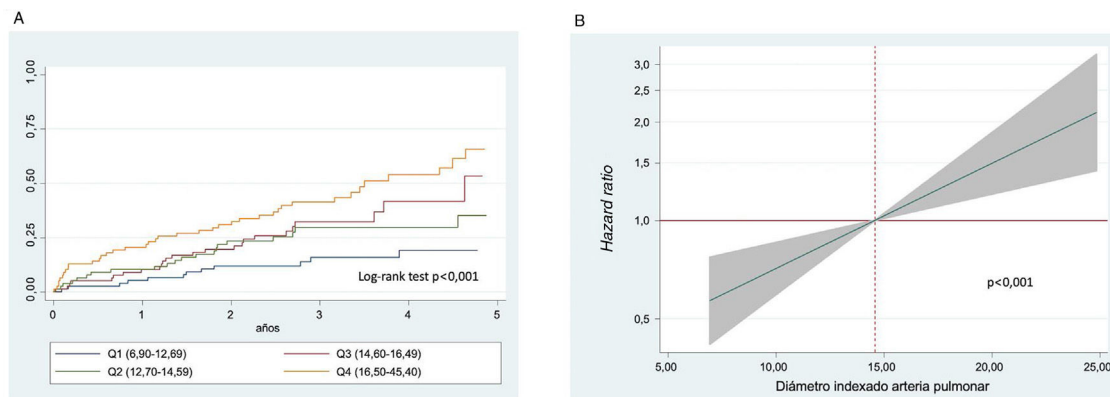 A
1,00
0,75
0,50
0,25
0,00
Log-rank test p<0,001
0 1 2 3 4 5
años
Q1 (6,90-12,69) Q3 (14,60-16,49)
Q2 (12,70-14,59) Q4 (16,50-45,40)
B
Hazard ratio
3,0
2,5
2,0
1,5
1,0
0,5
p<0,001
5,00 10,00 15,00 20,00 25,00
Diámetro indexado arteria pulmonar